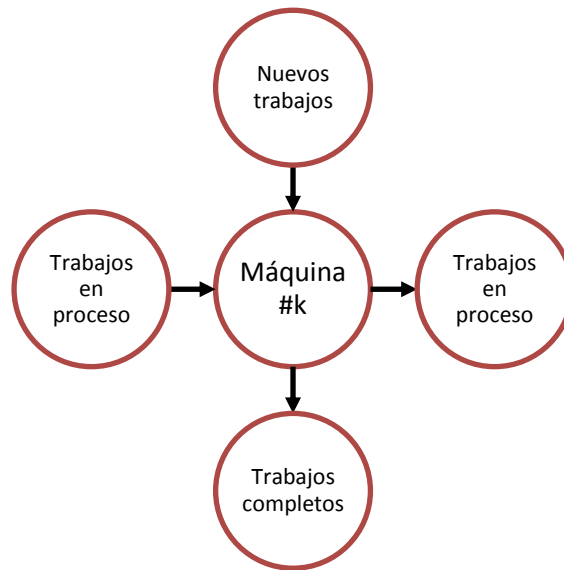 Nuevos
trabajos
Trabajos
en
proceso
Máquina
#k
Trabajos
en
proceso
Trabajos
completos